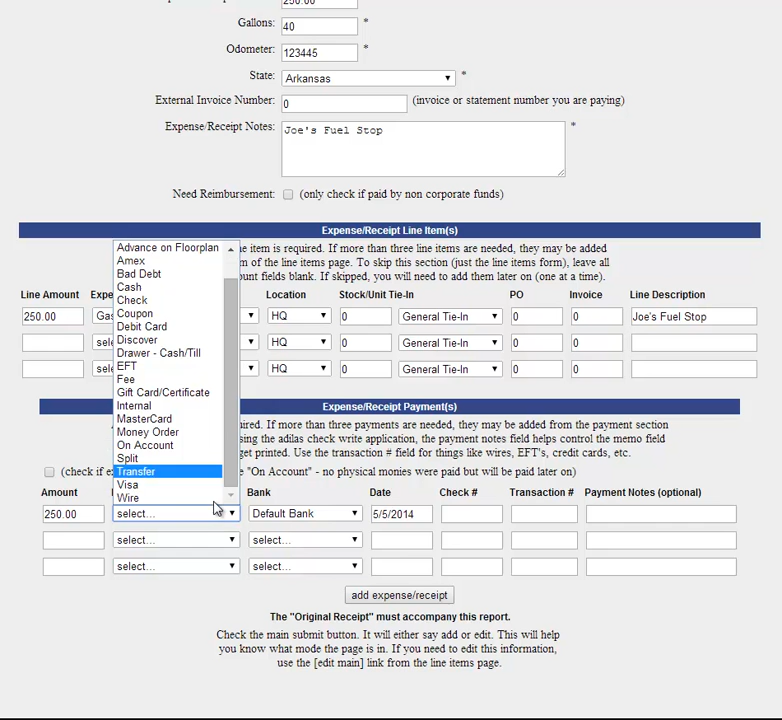 250.00
Gallons: 40 *
Odometer: 123445 *
State: Arkansas *
External Invoice Number: 0 (invoice or statement number you are paying)
Expense/Receipt Notes: Joe's Fuel Stop *
Need Reimbursement: (only check if paid by non corporate funds)
Expense/Receipt Line Item(s)
ne item is required. If more than three line items are needed, they may be added
m of the line items page. To skip this section (just the line items form), leave all
ount fields blank. If skipped, you will need to add them later on (one at a time).
Line Amount Expe Location Stock/Unit Tie-In PO Invoice Line Description
250.00 Gas HQ 0 General Tie-In 0 0 Joe's Fuel Stop
sele HQ 0 General Tie-In 0 0
sele HQ 0 General Tie-In 0 0
Advance on Floorplan
Amex
Bad Debt
Cash
Check
Coupon
Debit Card
Discover
Drawer - Cash/Till
EFT
Fee
Gift Card/Certificate
Internal
MasterCard
Money Order
On Account
Split
Transfer
Visa
Wire
Expense/Receipt Payment(s)
ired. If more than three payments are needed, they may be added from the payment section
sing the adilas check write application, the payment notes field helps control the memo field
get printed. Use the transaction # field for things like wires, EFT's, credit cards, etc.
(check if e "On Account" - no physical monies were paid but will be paid later on)
Amount Bank Date Check # Transaction # Payment Notes (optional)
250.00 select... Default Bank 5/5/2014
select... select...
select... select...
add expense/receipt
The "Original Receipt" must accompany this report.
Check the main submit button. It will either say add or edit. This will help
you know what mode the page is in. If you need to edit this information,
use the [edit main] link from the line items page.